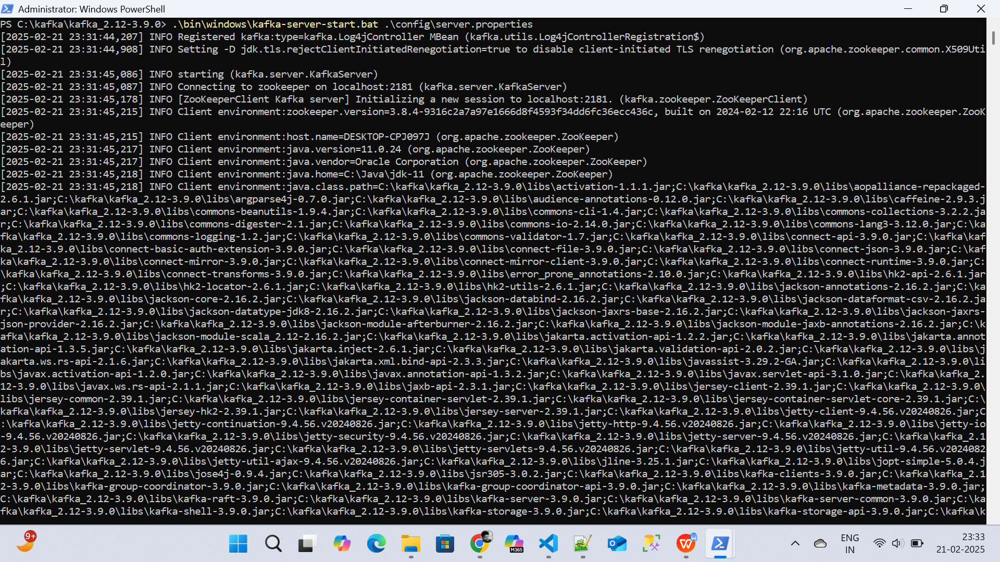 Administrator: Windows PowerShell
PS C:\kafka\kafka_2.12-3.9.0> .\bin\windows\kafka-server-start.bat .\config\server.properties
[2025-02-21 23:31:44,207] INFO Registered kafka:type=kafka.Log4jController MBean (kafka.utils.Log4jControllerRegistration$)
[2025-02-21 23:31:44,908] INFO Setting -D jdk.tls.rejectClientInitiatedRenegotiation=true to disable client-initiated TLS renegotiation (org.apache.zookeeper.common.X509Uti
l)
[2025-02-21 23:31:45,086] INFO starting (kafka.server.KafkaServer)
[2025-02-21 23:31:45,087] INFO Connecting to zookeeper on localhost:2181 (kafka.server.KafkaServer)
[2025-02-21 23:31:45,178] INFO [ZooKeeperClient Kafka server] Initializing a new session to localhost:2181. (kafka.zookeeper.ZooKeeperClient)
[2025-02-21 23:31:45,215] INFO Client environment:zookeeper.version=3.8.4-9316c2a7a97e1666d8f4593f34dd6fc36ecc436c, built on 2024-02-12 22:16 UTC (org.apache.zookeeper.ZooK
eeper)
[2025-02-21 23:31:45,215] INFO Client environment:host.name=DESKTOP-CPJ097J (org.apache.zookeeper.ZooKeeper)
[2025-02-21 23:31:45,217] INFO Client environment:java.version=11.0.24 (org.apache.zookeeper.ZooKeeper)
[2025-02-21 23:31:45,217] INFO Client environment:java.vendor=Oracle Corporation (org.apache.zookeeper.ZooKeeper)
[2025-02-21 23:31:45,218] INFO Client environment:java.home=C:\Java\jdk-11 (org.apache.zookeeper.ZooKeeper)
[2025-02-21 23:31:45,218] INFO Client environment:java.class.path=C:\kafka\kafka_2.12-3.9.0\libs\activation-1.1.1.jar;C:\kafka\kafka_2.12-3.9.0\libs\aopalliance-repackaged-
2.6.1.jar;C:\kafka\kafka_2.12-3.9.0\libs\argparse4j-0.7.0.jar;C:\kafka\kafka_2.12-3.9.0\libs\audience-annotations-0.12.0.jar;C:\kafka\kafka_2.12-3.9.0\libs\caffeine-2.9.3.j
ar;C:\kafka\kafka_2.12-3.9.0\libs\commons-beanutils-1.9.4.jar;C:\kafka\kafka_2.12-3.9.0\libs\commons-cli-1.4.jar;C:\kafka\kafka_2.12-3.9.0\libs\commons-collections-3.2.2.ja
r;C:\kafka\kafka_2.12-3.9.0\libs\commons-digester-2.1.jar;C:\kafka\kafka_2.12-3.9.0\libs\commons-io-2.14.0.jar;C:\kafka\kafka_2.12-3.9.0\libs\commons-lang3-3.12.0.jar;C:\ka
fka\kafka_2.12-3.9.0\libs\commons-logging-1.2.jar;C:\kafka\kafka_2.12-3.9.0\libs\commons-validator-1.7.jar;C:\kafka\kafka_2.12-3.9.0\libs\connect-api-3.9.0.jar;C:\kafka\kaf
ka_2.12-3.9.0\libs\connect-basic-auth-extension-3.9.0.jar;C:\kafka\kafka_2.12-3.9.0\libs\connect-file-3.9.0.jar;C:\kafka\kafka_2.12-3.9.0\libs\connect-json-3.9.0.jar;C:\kaf
ka\kafka_2.12-3.9.0\libs\connect-mirror-3.9.0.jar;C:\kafka\kafka_2.12-3.9.0\libs\connect-mirror-client-3.9.0.jar;C:\kafka\kafka_2.12-3.9.0\libs\connect-runtime-3.9.0.jar;C:
\kafka\kafka_2.12-3.9.0\libs\connect-transforms-3.9.0.jar;C:\kafka\kafka_2.12-3.9.0\libs\error_prone_annotations-2.10.0.jar;C:\kafka\kafka_2.12-3.9.0\libs\hk2-api-2.6.1.jar
;C:\kafka\kafka_2.12-3.9.0\libs\hk2-locator-2.6.1.jar;C:\kafka\kafka_2.12-3.9.0\libs\hk2-utils-2.6.1.jar;C:\kafka\kafka_2.12-3.9.0\libs\jackson-annotations-2.16.2.jar;C:\ka
fka\kafka_2.12-3.9.0\libs\jackson-core-2.16.2.jar;C:\kafka\kafka_2.12-3.9.0\libs\jackson-databind-2.16.2.jar;C:\kafka\kafka_2.12-3.9.0\libs\jackson-dataformat-csv-2.16.2.ja
r;C:\kafka\kafka_2.12-3.9.0\libs\jackson-datatype-jdk8-2.16.2.jar;C:\kafka\kafka_2.12-3.9.0\libs\jackson-jaxrs-base-2.16.2.jar;C:\kafka\kafka_2.12-3.9.0\libs\jackson-jaxrs-
json-provider-2.16.2.jar;C:\kafka\kafka_2.12-3.9.0\libs\jackson-module-afterburner-2.16.2.jar;C:\kafka\kafka_2.12-3.9.0\libs\jackson-module-jaxb-annotations-2.16.2.jar;C:\k
afka\kafka_2.12-3.9.0\libs\jackson-module-scala_2.12-2.16.2.jar;C:\kafka\kafka_2.12-3.9.0\libs\jakarta.activation-api-1.2.2.jar;C:\kafka\kafka_2.12-3.9.0\libs\jakarta.annot
ation-api-1.3.5.jar;C:\kafka\kafka_2.12-3.9.0\libs\jakarta.inject-2.6.1.jar;C:\kafka\kafka_2.12-3.9.0\libs\jakarta.validation-api-2.0.2.jar;C:\kafka\kafka_2.12-3.9.0\libs\j
akarta.ws.rs-api-2.1.6.jar;C:\kafka\kafka_2.12-3.9.0\libs\jakarta.xml.bind-api-2.3.3.jar;C:\kafka\kafka_2.12-3.9.0\libs\javassist-3.29.2-GA.jar;C:\kafka\kafka_2.12-3.9.0\li
bs\javax.activation-api-1.2.0.jar;C:\kafka\kafka_2.12-3.9.0\libs\javax.annotation-api-1.3.2.jar;C:\kafka\kafka_2.12-3.9.0\libs\javax.servlet-api-3.1.0.jar;C:\kafka\kafka_2.
12-3.9.0\libs\javax.ws.rs-api-2.1.1.jar;C:\kafka\kafka_2.12-3.9.0\libs\jaxb-api-2.3.1.jar;C:\kafka\kafka_2.12-3.9.0\libs\jersey-client-2.39.1.jar;C:\kafka\kafka_2.12-3.9.0\
libs\jersey-common-2.39.1.jar;C:\kafka\kafka_2.12-3.9.0\libs\jersey-container-servlet-2.39.1.jar;C:\kafka\kafka_2.12-3.9.0\libs\jersey-container-servlet-core-2.39.1.jar;C:\
kafka\kafka_2.12-3.9.0\libs\jersey-hk2-2.39.1.jar;C:\kafka\kafka_2.12-3.9.0\libs\jersey-server-2.39.1.jar;C:\kafka\kafka_2.12-3.9.0\libs\jetty-client-9.4.56.v20240826.jar;C
:\kafka\kafka_2.12-3.9.0\libs\jetty-continuation-9.4.56.v20240826.jar;C:\kafka\kafka_2.12-3.9.0\libs\jetty-http-9.4.56.v20240826.jar;C:\kafka\kafka_2.12-3.9.0\libs\jetty-io
-9.4.56.v20240826.jar;C:\kafka\kafka_2.12-3.9.0\libs\jetty-security-9.4.56.v20240826.jar;C:\kafka\kafka_2.12-3.9.0\libs\jetty-server-9.4.56.v20240826.jar;C:\kafka\kafka_2.1
2-3.9.0\libs\jetty-servlet-9.4.56.v20240826.jar;C:\kafka\kafka_2.12-3.9.0\libs\jetty-servlets-9.4.56.v20240826.jar;C:\kafka\kafka_2.12-3.9.0\libs\jetty-util-9.4.56.v2024082
6.jar;C:\kafka\kafka_2.12-3.9.0\libs\jetty-util-ajax-9.4.56.v20240826.jar;C:\kafka\kafka_2.12-3.9.0\libs\jline-3.25.1.jar;C:\kafka\kafka_2.12-3.9.0\libs\jopt-simple-5.0.4.j
ar;C:\kafka\kafka_2.12-3.9.0\libs\jose4j-0.9.4.jar;C:\kafka\kafka_2.12-3.9.0\libs\jsr305-3.0.2.jar;C:\kafka\kafka_2.12-3.9.0\libs\kafka-clients-3.9.0.jar;C:\kafka\kafka_2.1
2-3.9.0\libs\kafka-group-coordinator-3.9.0.jar;C:\kafka\kafka_2.12-3.9.0\libs\kafka-group-coordinator-api-3.9.0.jar;C:\kafka\kafka_2.12-3.9.0\libs\kafka-metadata-3.9.0.jar;
C:\kafka\kafka_2.12-3.9.0\libs\kafka-raft-3.9.0.jar;C:\kafka\kafka_2.12-3.9.0\libs\kafka-server-3.9.0.jar;C:\kafka\kafka_2.12-3.9.0\libs\kafka-server-common-3.9.0.jar;C:\ka
fka\kafka_2.12-3.9.0\libs\kafka-shell-3.9.0.jar;C:\kafka\kafka_2.12-3.9.0\libs\kafka-storage-3.9.0.jar;C:\kafka\kafka_2.12-3.9.0\libs\kafka-storage-api-3.9.0.jar;C:\kafka\k
9+
M365
ENG
IN
23:33
21-02-2025